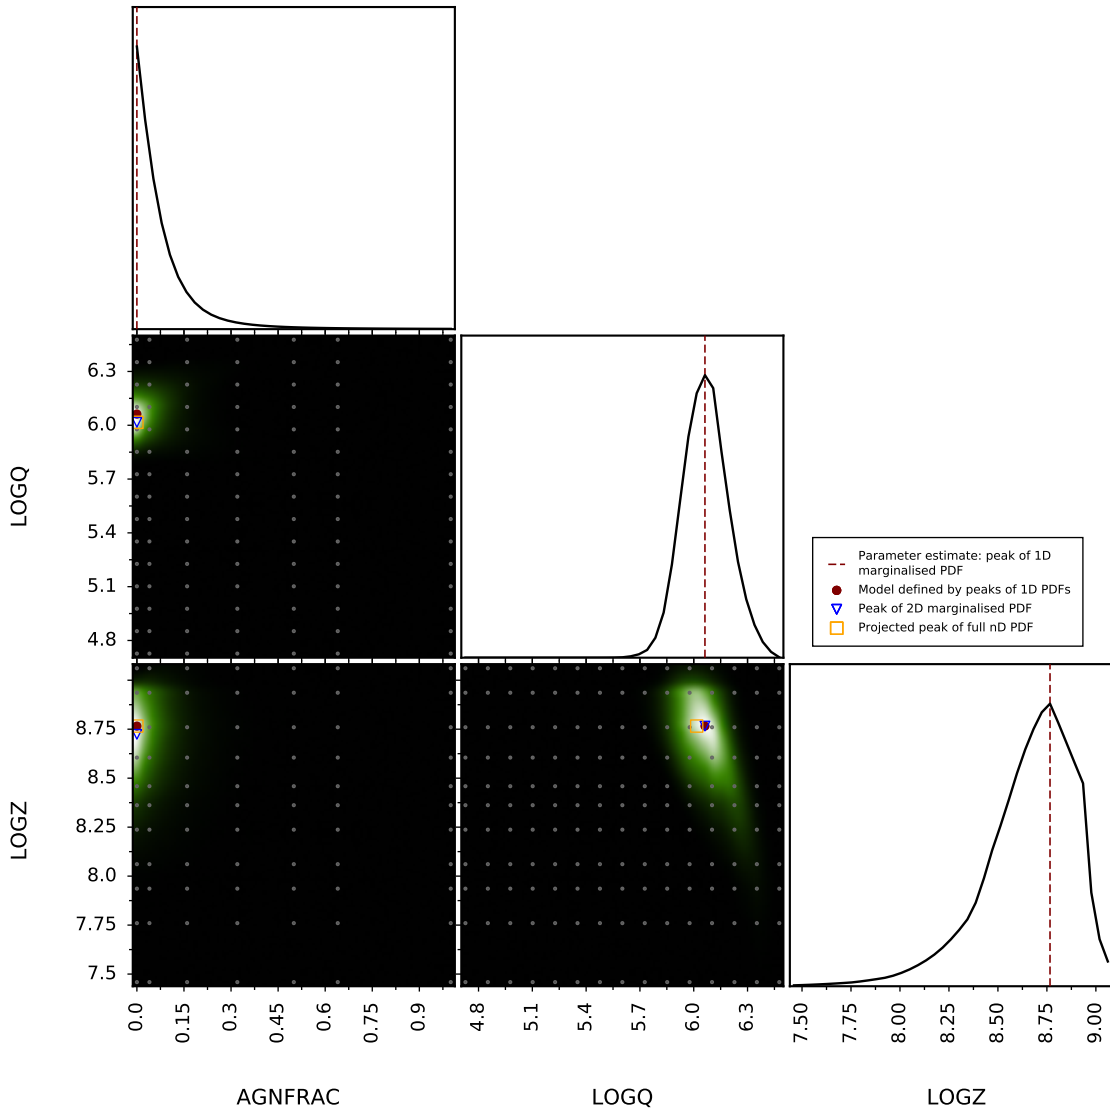 6.3
6.0
5.7
5.4
5.1
4.8
LOGQ
Parameter estimate: peak of 1D
marginalised PDF
Model defined by peaks of 1D PDFs
Peak of 2D marginalised PDF
Projected peak of full nD PDF
8.75
8.5
8.25
8.0
7.75
7.5
LOGZ
0.0 0.15 0.3 0.45 0.6 0.75 0.9
4.8 5.1 5.4 5.7 6.0 6.3
7.50 7.75 8.00 8.25 8.50 8.75 9.00
AGNFRAC LOGQ LOGZ